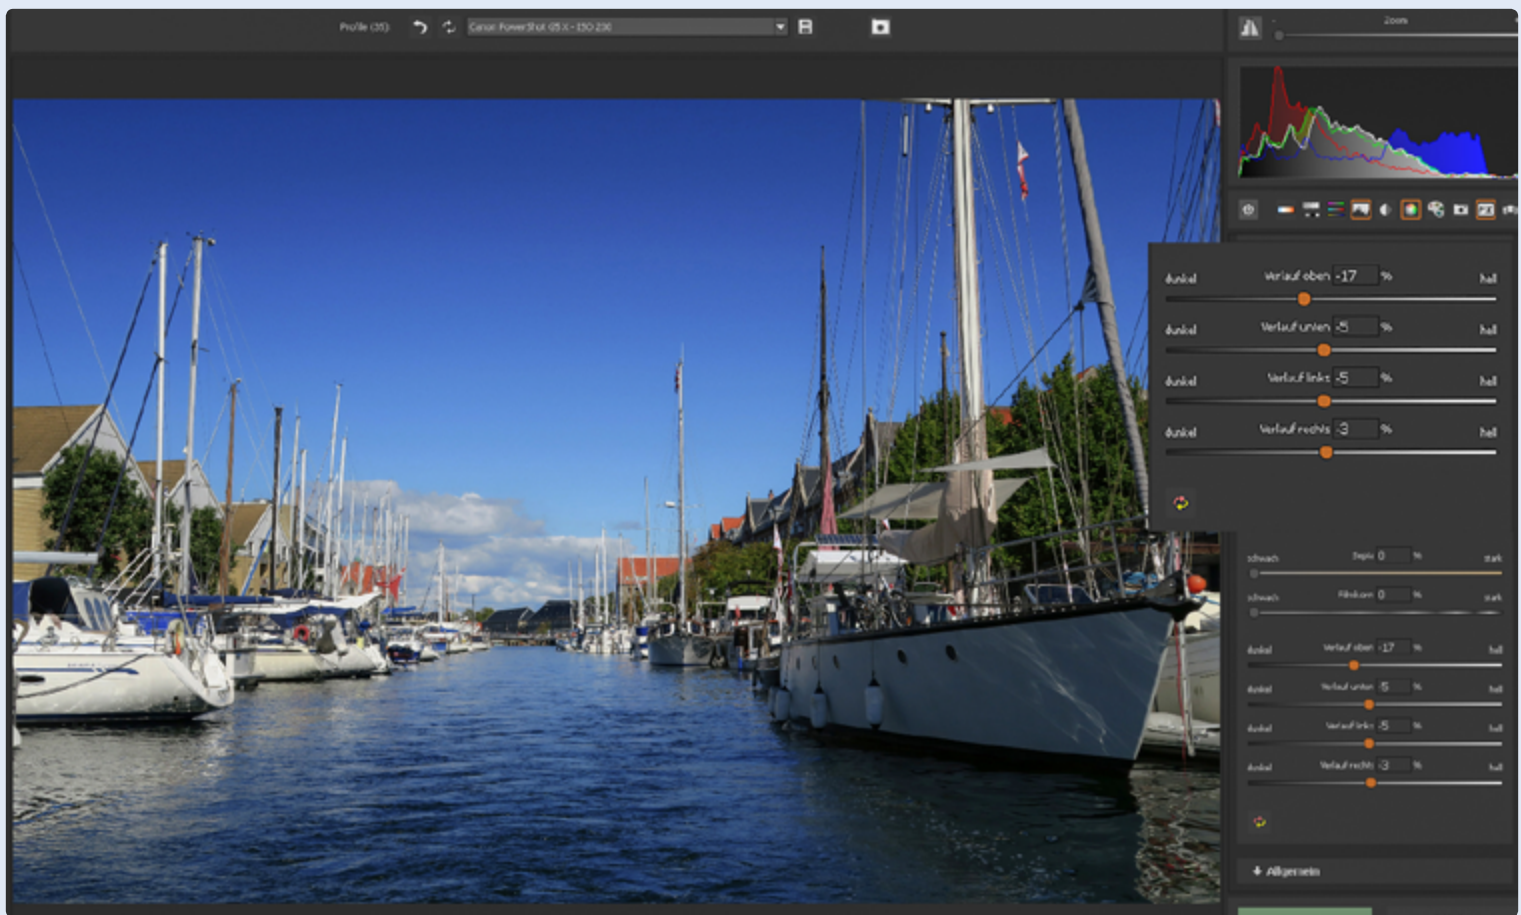 Profile (35):
Canon PowerShot G5 X - ISO 230
Zoom
dunkel Verlauf oben -17 % hell
dunkel Verlauf unten -5 % hell
dunkel Verlauf links -5 % hell
dunkel Verlauf rechts -3 % hell
schwach Sepia 0 % stark
schwach Filmkorn 0 % stark
dunkel Verlauf oben -17 % hell
dunkel Verlauf unten -5 % hell
dunkel Verlauf links -5 % hell
dunkel Verlauf rechts -3 % hell
Allgemein